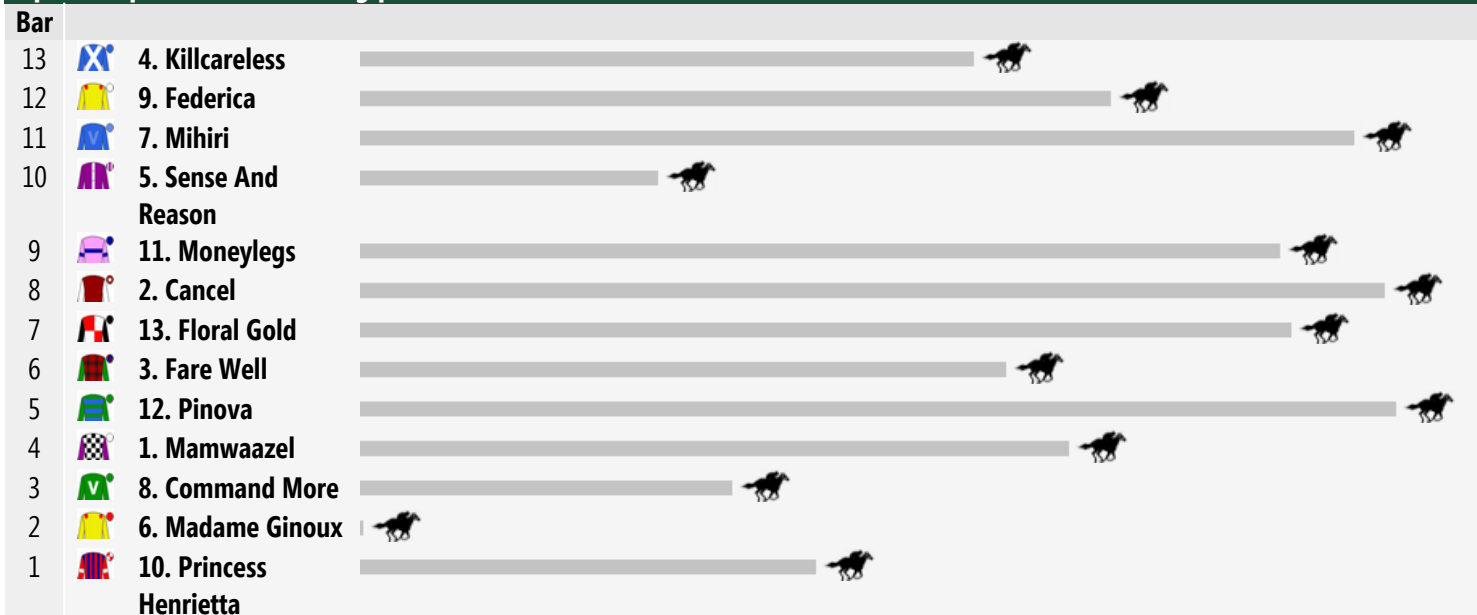 Bar
13 4. Killcareless
12 9. Federica
11 7. Mihiri
10 5. Sense And
Reason
9 11. Moneylegs
8 2. Cancel
7 13. Floral Gold
6 3. Fare Well
5 12. Pinova
4 1. Mamwaazel
3 8. Command More
2 6. Madame Ginoux
1 10. Princess
Henrietta